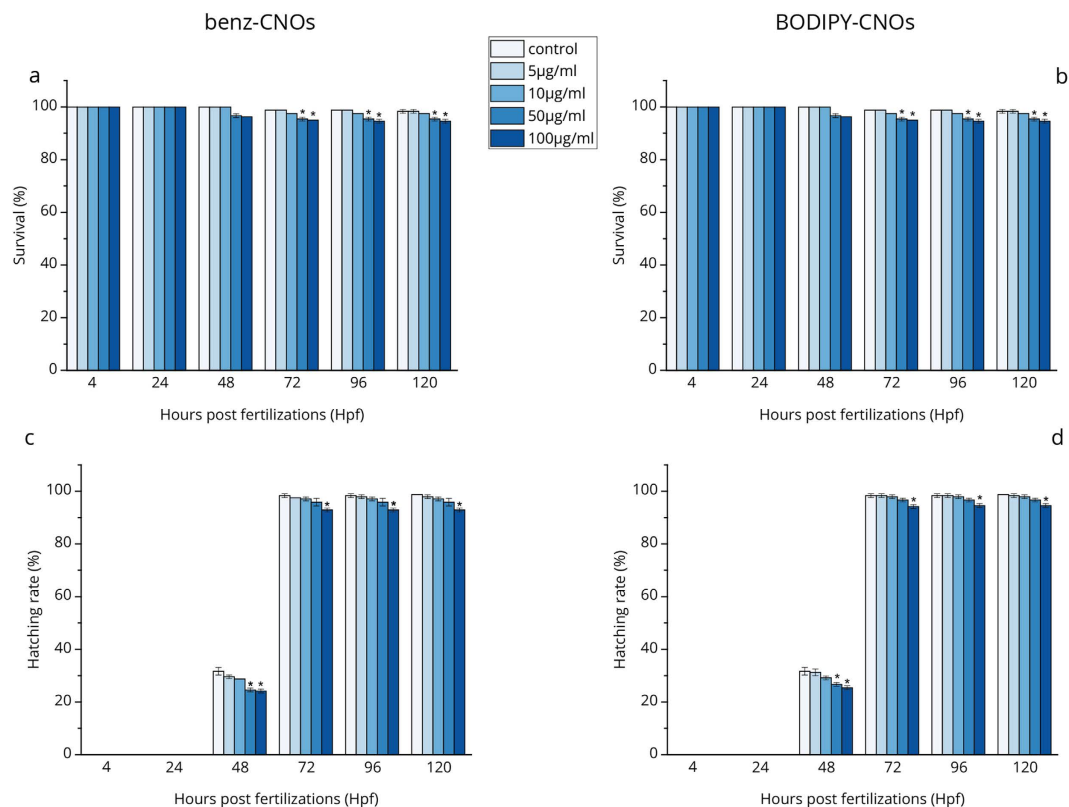 benz-CNOs
BODIPY-CNOs
control
5µg/ml
10µg/ml
50µg/ml
100µg/ml
a
100
80
60
40
20
0
Survival (%)
4 24 48 72 96 120
* * * * * *
Hours post fertilizations (Hpf)
b
100
80
60
40
20
0
Survival (%)
4 24 48 72 96 120
* * * * * *
Hours post fertilizations (Hpf)
c
100
80
60
40
20
0
Hatching rate (%)
4 24 48 72 96 120
* * * * *
Hours post fertilizations (Hpf)
d
100
80
60
40
20
0
Hatching rate (%)
4 24 48 72 96 120
* * * * *
Hours post fertilizations (Hpf)